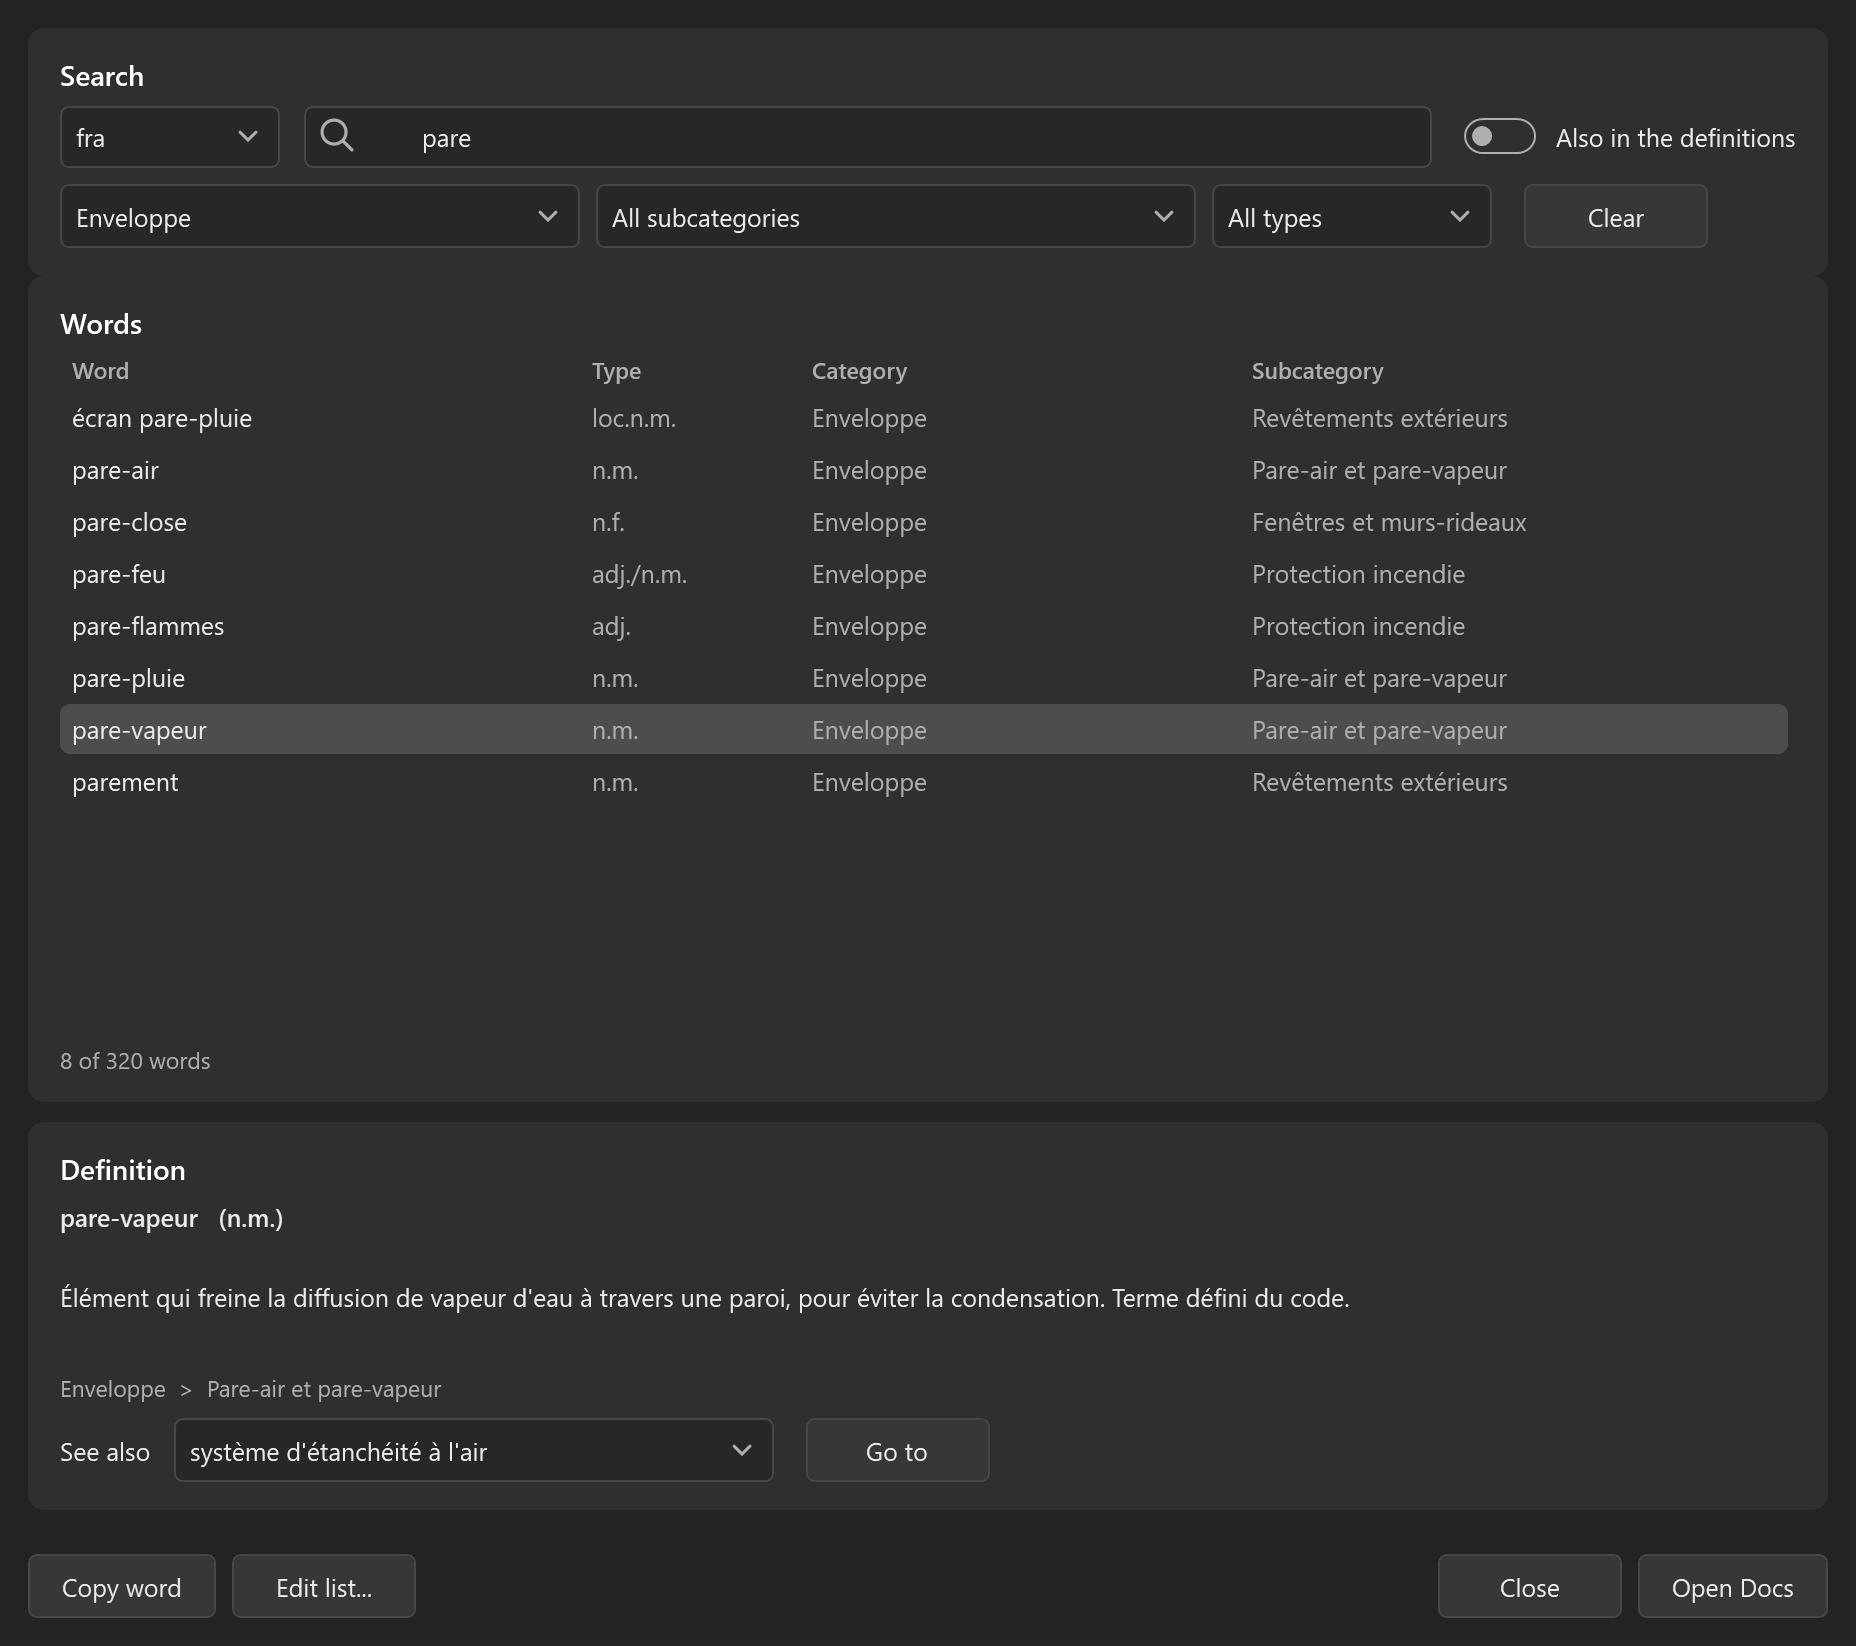 Search
fra pare Also in the definitions
Enveloppe All subcategories All types Clear
Words
Word Type Category Subcategory
écran pare-pluie loc.n.m. Enveloppe Revêtements extérieurs
pare-air n.m. Enveloppe Pare-air et pare-vapeur
pare-close n.f. Enveloppe Fenêtres et murs-rideaux
pare-feu adj./n.m. Enveloppe Protection incendie
pare-flammes adj. Enveloppe Protection incendie
pare-pluie n.m. Enveloppe Pare-air et pare-vapeur
pare-vapeur n.m. Enveloppe Pare-air et pare-vapeur
parement n.m. Enveloppe Revêtements extérieurs
8 of 320 words
Definition
pare-vapeur (n.m.)
Élément qui freine la diffusion de vapeur d'eau à travers une paroi, pour éviter la condensation. Terme défini du code.
Enveloppe > Pare-air et pare-vapeur
See also système d'étanchéité à l'air Go to
Copy word Edit list... Close Open Docs